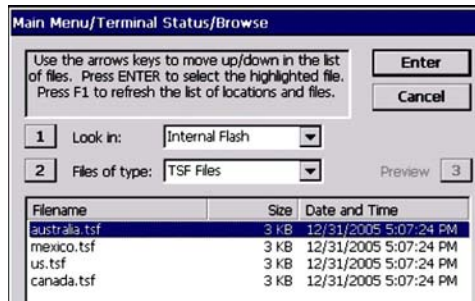 Main Menu/Terminal Status/Browse
Use the arrows keys to move up/down in the list
of files. Press ENTER to select the highlighted file.
Press F1 to refresh the list of locations and files.
Enter
Cancel
1 Look in: Internal Flash
2 Files of type: TSF Files Preview 3
Filename Size Date and Time
australia.tsf 3 KB 12/31/2005 5:07:24 PM
mexico.tsf 3 KB 12/31/2005 5:07:24 PM
us.tsf 3 KB 12/31/2005 5:07:24 PM
canada.tsf 3 KB 12/31/2005 5:07:24 PM